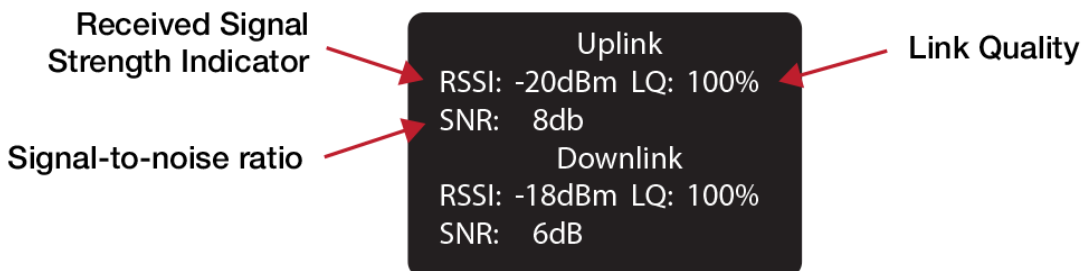 Received Signal
Strength Indicator
Signal-to-noise ratio
Uplink
RSSI: -20dBm LQ: 100%
SNR: 8db
Downlink
RSSI: -18dBm LQ: 100%
SNR: 6dB
Link Quality